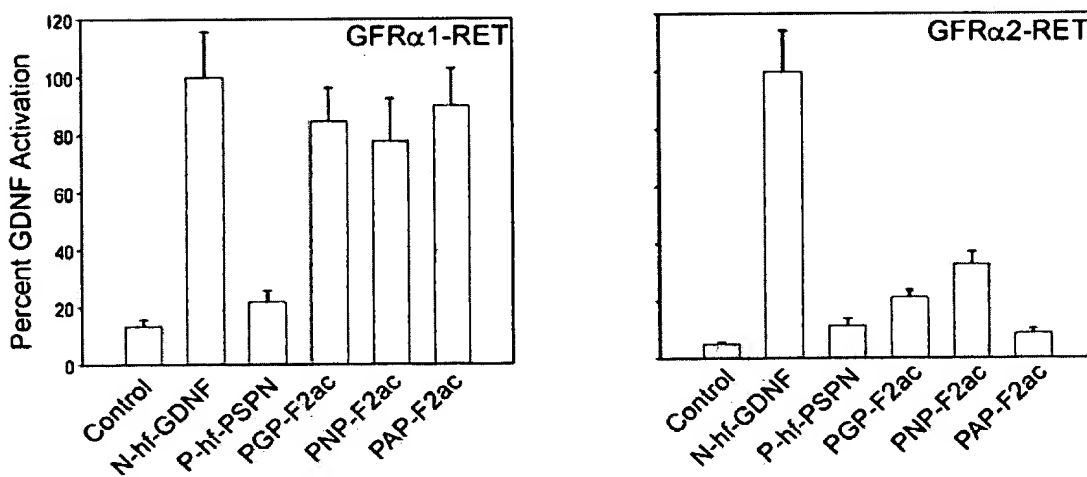 GFRα1-RET
Percent GDNF Activation
120
100
80
60
40
20
0
Control
N-hf-GDNF
P-hf-PSPN
PGP-F2ac
PNP-F2ac
PAP-F2ac
GFRα2-RET
Control
N-hf-GDNF
P-hf-PSPN
PGP-F2ac
PNP-F2ac
PAP-F2ac